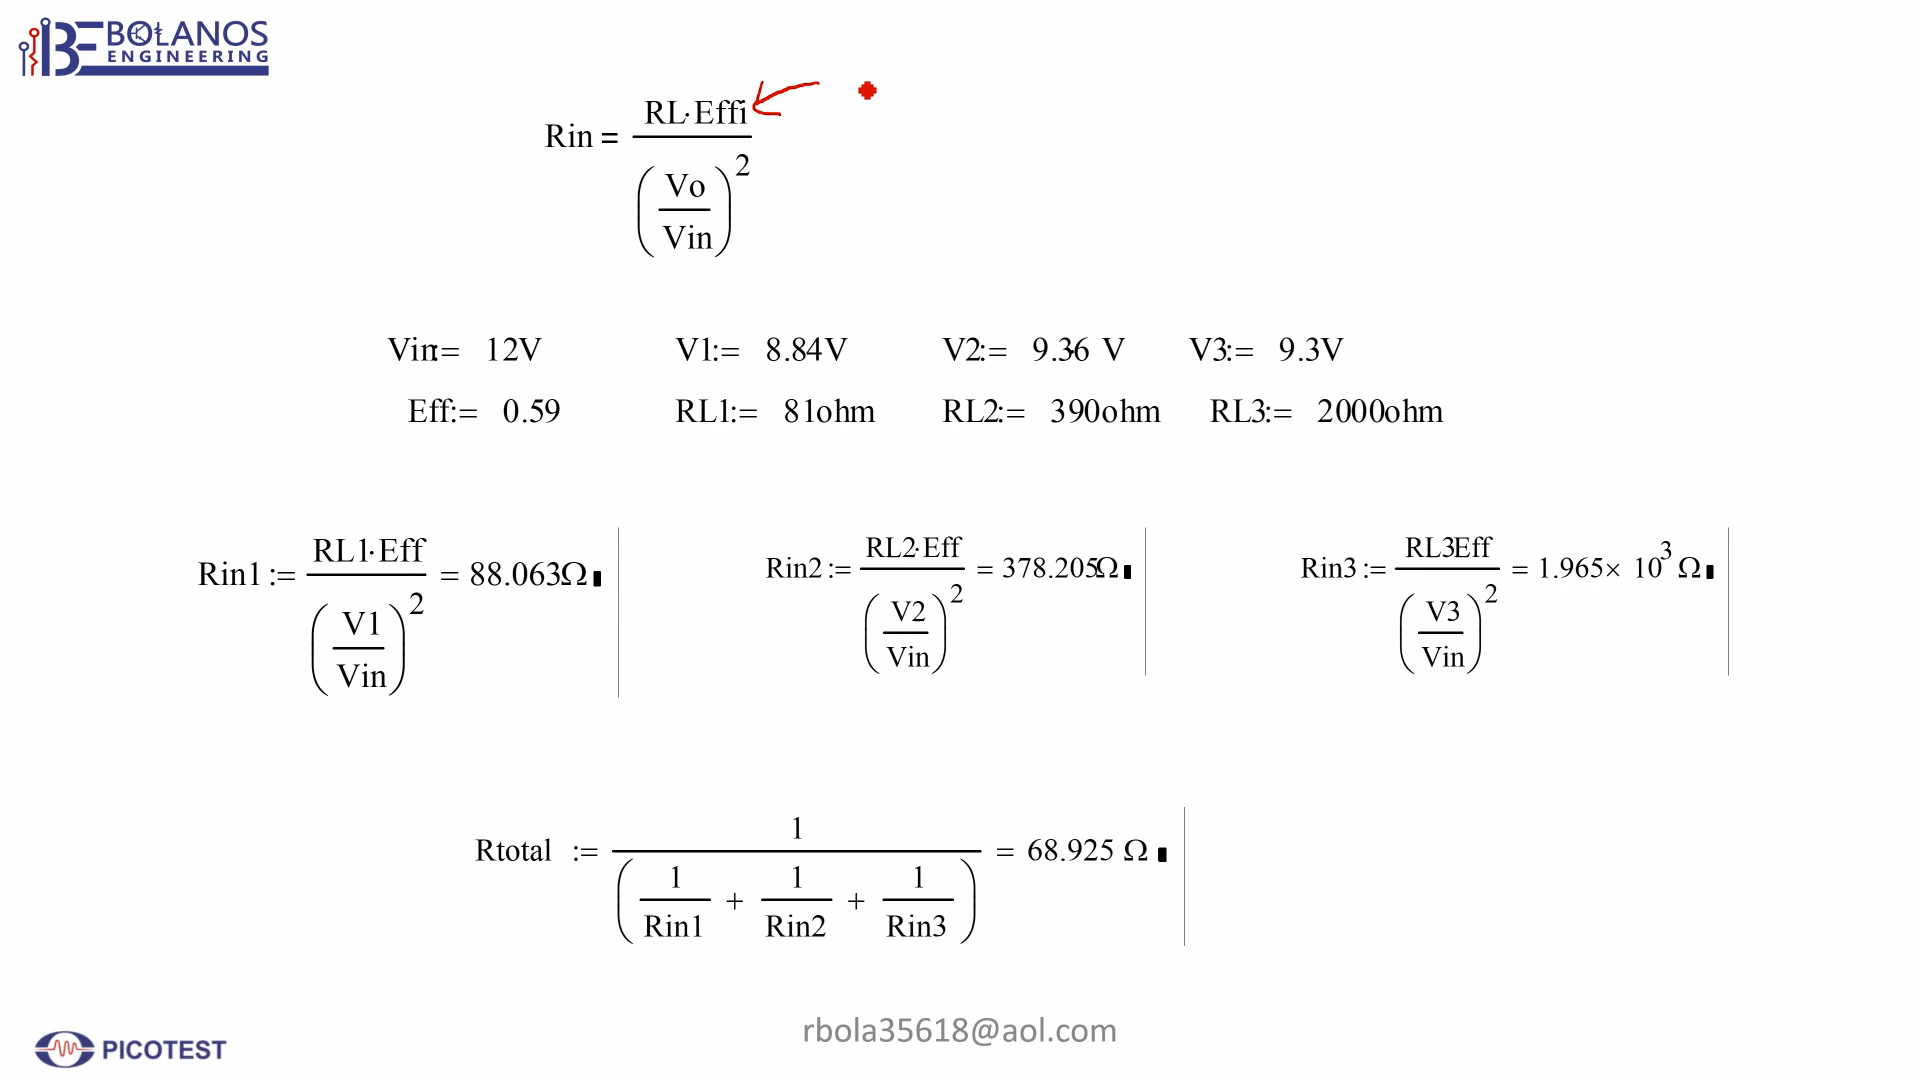 BOLANOS
ENGINEERING
Rin = RL·Effi / (Vo / Vin)^2
Vin:= 12V V1:= 8.84V V2:= 9.36 V V3:= 9.3V
Eff:= 0.59 RL1:= 81ohm RL2:= 390ohm RL3:= 2000ohm
Rin1 := RL1·Eff / (V1 / Vin)^2 = 88.063Ω Rin2 := RL2·Eff / (V2 / Vin)^2 = 378.205Ω Rin3 := RL3Eff / (V3 / Vin)^2 = 1.965× 10^3 Ω
Rtotal := 1 / (1 / Rin1 + 1 / Rin2 + 1 / Rin3) = 68.925 Ω
rbola35618@aol.com
PICOTEST